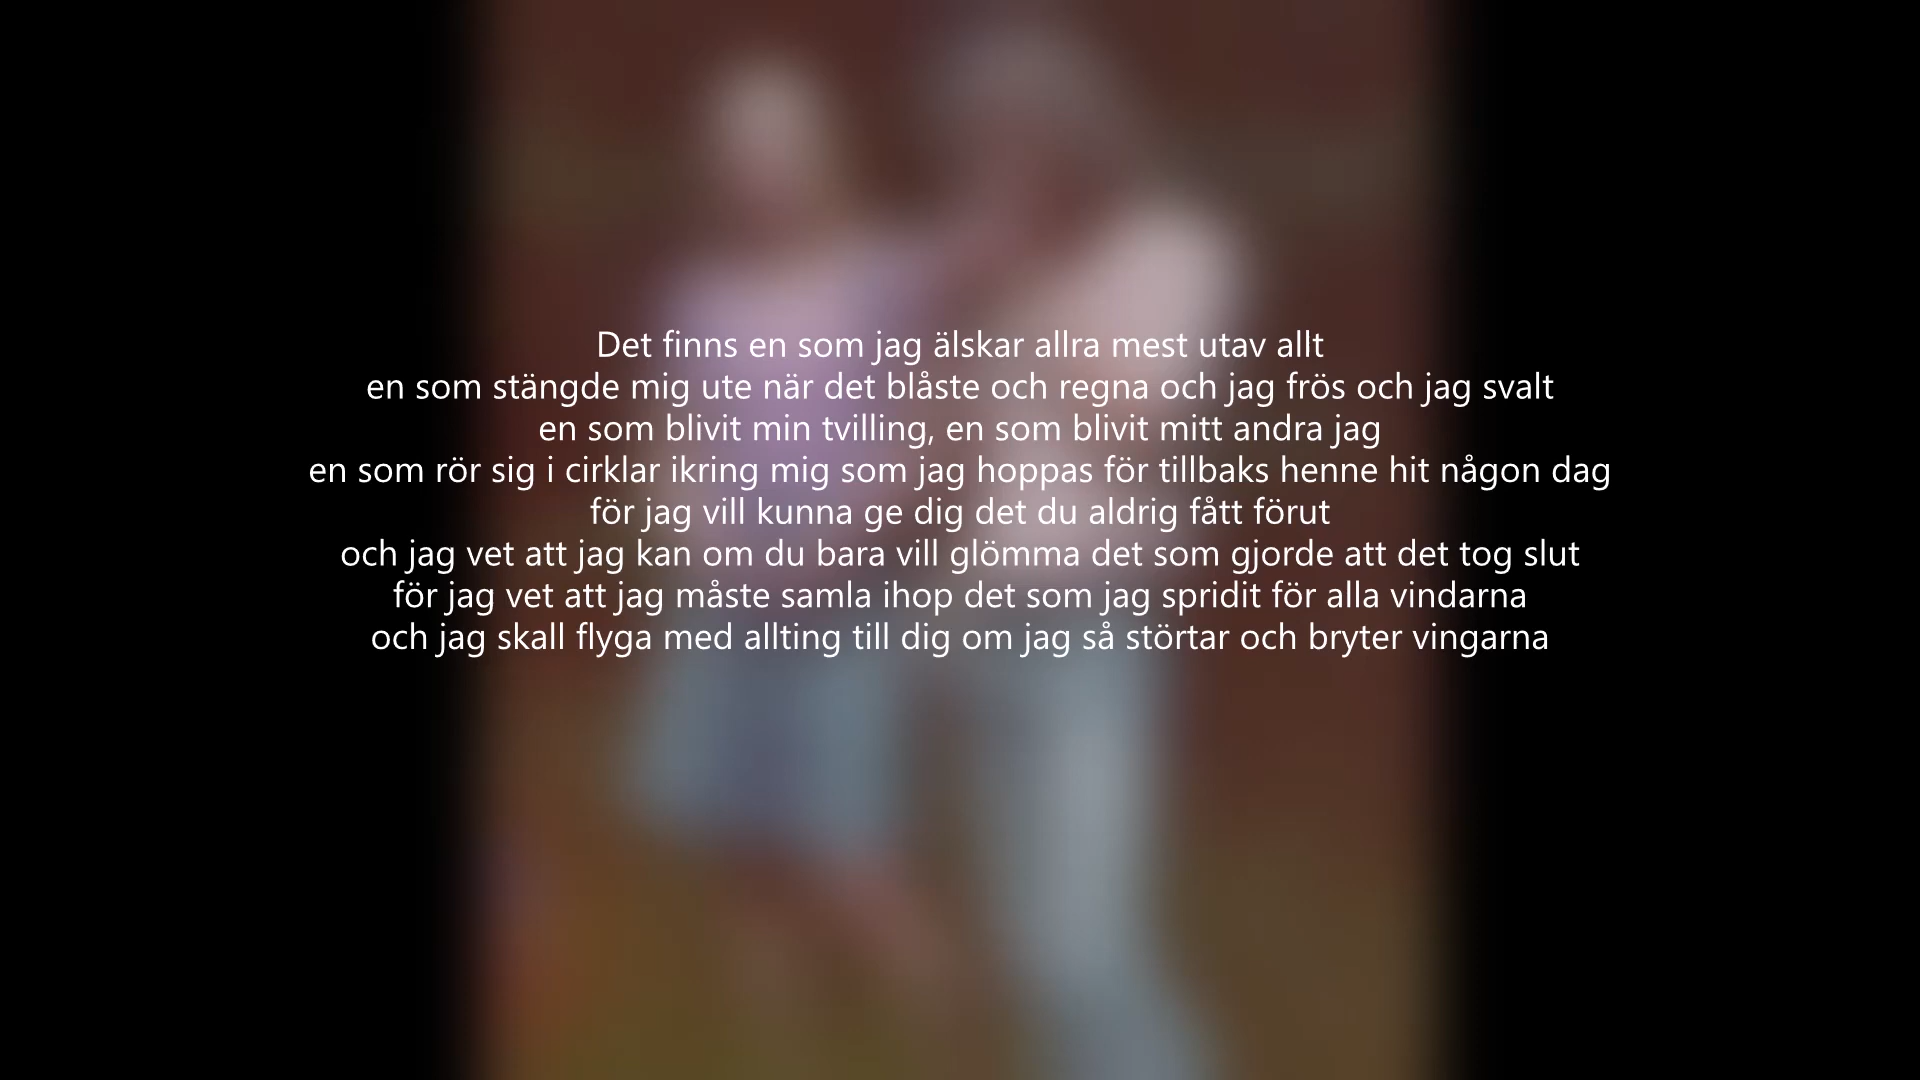 Det finns en som jag älskar allra mest utav allt
en som stängde mig ute när det blåste och regna och jag frös och jag svalt
en som blivit min tvilling, en som blivit mitt andra jag
en som rör sig i cirklar ikring mig som jag hoppas för tillbaks henne hit någon dag
för jag vill kunna ge dig det du aldrig fått förut
och jag vet att jag kan om du bara vill glömma det som gjorde att det tog slut
för jag vet att jag måste samla ihop det som jag spridit för alla vindarna
och jag skall flyga med allting till dig om jag så störtar och bryter vingarna